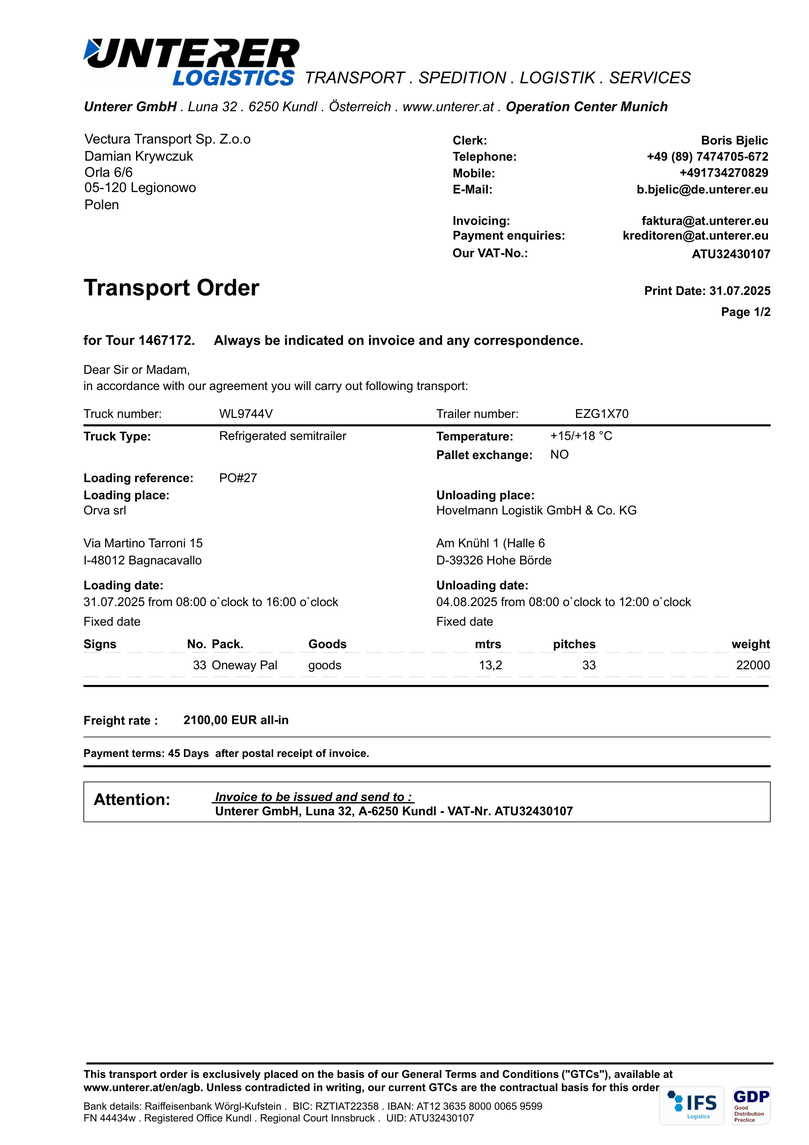 UNTERER
LOGISTICS TRANSPORT . SPEDITION . LOGISTIK . SERVICES
Unterer GmbH . Luna 32 . 6250 Kundl . Österreich . www.unterer.at . Operation Center Munich
Vectura Transport Sp. Z.o.o
Damian Krywczuk
Orla 6/6
05-120 Legionowo
Polen
Clerk: Boris Bjelic
Telephone: +49 (89) 7474705-672
Mobile: +491734270829
E-Mail: b.bjelic@de.unterer.eu
Invoicing: faktura@at.unterer.eu
Payment enquiries: kreditoren@at.unterer.eu
Our VAT-No.: ATU32430107
Transport Order
Print Date: 31.07.2025
Page 1/2
for Tour 1467172. Always be indicated on invoice and any correspondence.
Dear Sir or Madam,
in accordance with our agreement you will carry out following transport:
Truck number: WL9744V Trailer number: EZG1X70
Truck Type: Refrigerated semitrailer Temperature: +15/+18 °C
Pallet exchange: NO
Loading reference: PO#27
Loading place: Unloading place:
Orva srl Hovelmann Logistik GmbH & Co. KG
Via Martino Tarroni 15 Am Knühl 1 (Halle 6
I-48012 Bagnacavallo D-39326 Hohe Börde
Loading date: Unloading date:
31.07.2025 from 08:00 o`clock to 16:00 o`clock 04.08.2025 from 08:00 o`clock to 12:00 o`clock
Fixed date Fixed date
Signs No. Pack. Goods mtrs pitches weight
33 Oneway Pal goods 13,2 33 22000
Freight rate : 2100,00 EUR all-in
Payment terms: 45 Days after postal receipt of invoice.
Attention: Invoice to be issued and send to :
Unterer GmbH, Luna 32, A-6250 Kundl - VAT-Nr. ATU32430107
This transport order is exclusively placed on the basis of our General Terms and Conditions ("GTCs"), available at
www.unterer.at/en/agb. Unless contradicted in writing, our current GTCs are the contractual basis for this order
Bank details: Raiffeisenbank Wörgl-Kufstein . BIC: RZTIAT22358 . IBAN: AT12 3635 8000 0065 9599
FN 44434w . Registered Office Kundl . Regional Court Innsbruck . UID: ATU32430107
IFS
Logistics
GDP
Good
Distribution
Practice